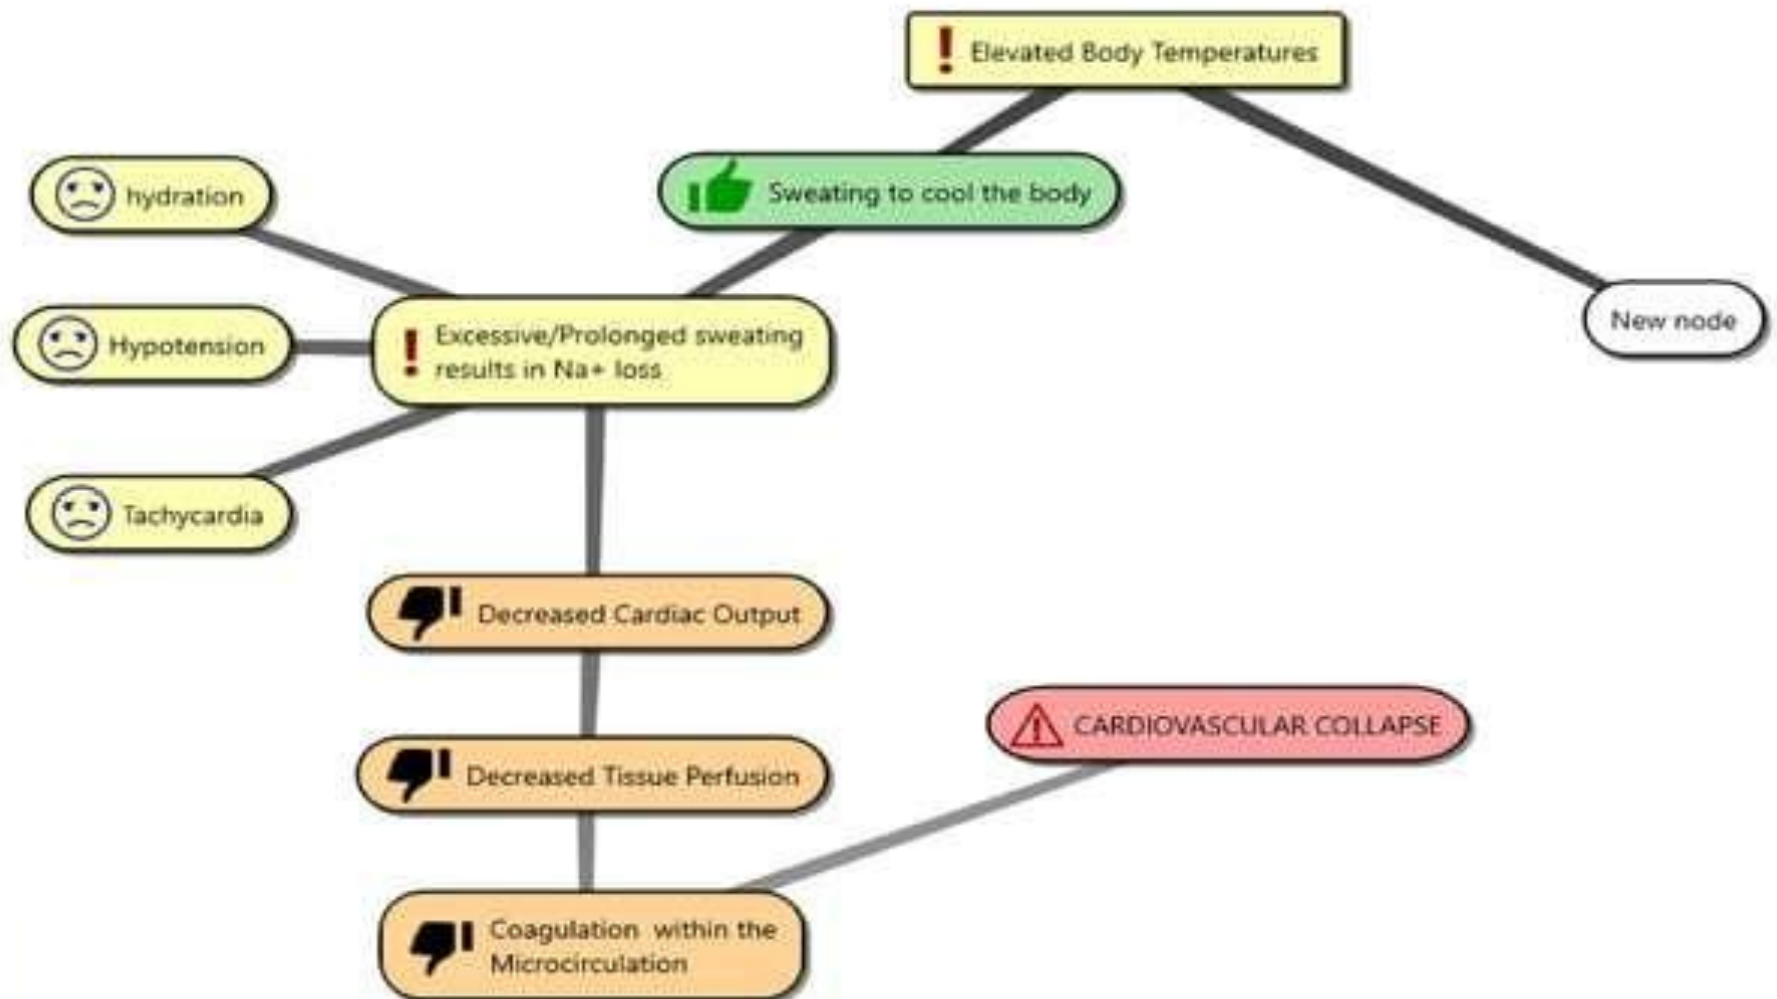 Elevated Body Temperatures
Sweating to cool the body
hydration
New node
Hypotension
Excessive/Prolonged sweating
results in Na+ loss
Tachycardia
Decreased Cardiac Output
CARDIOVASCULAR COLLAPSE
Decreased Tissue Perfusion
Coagulation within the
Microcirculation